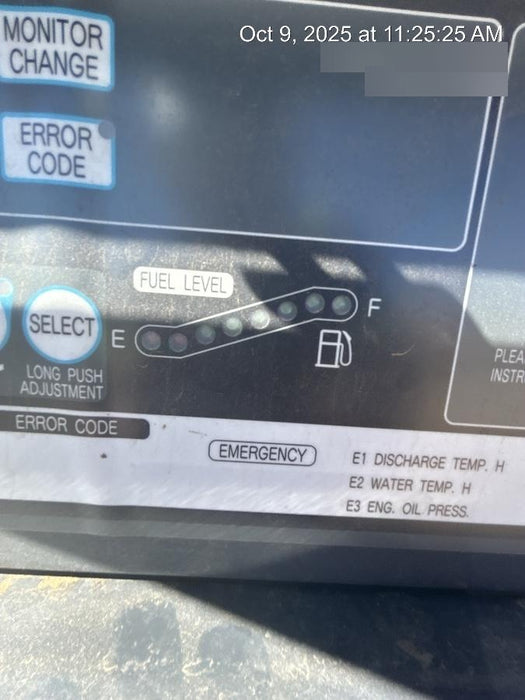 Oct 9, 2025 at 11:25:25 AM
MONITOR
CHANGE
ERROR
CODE
FUEL LEVEL
SELECT
E
F
LONG PUSH
ADJUSTMENT
PLEA
INSTR
ERROR CODE
EMERGENCY
E1 DISCHARGE TEMP. H
E2 WATER TEMP. H
E3 ENG. OIL PRESS.